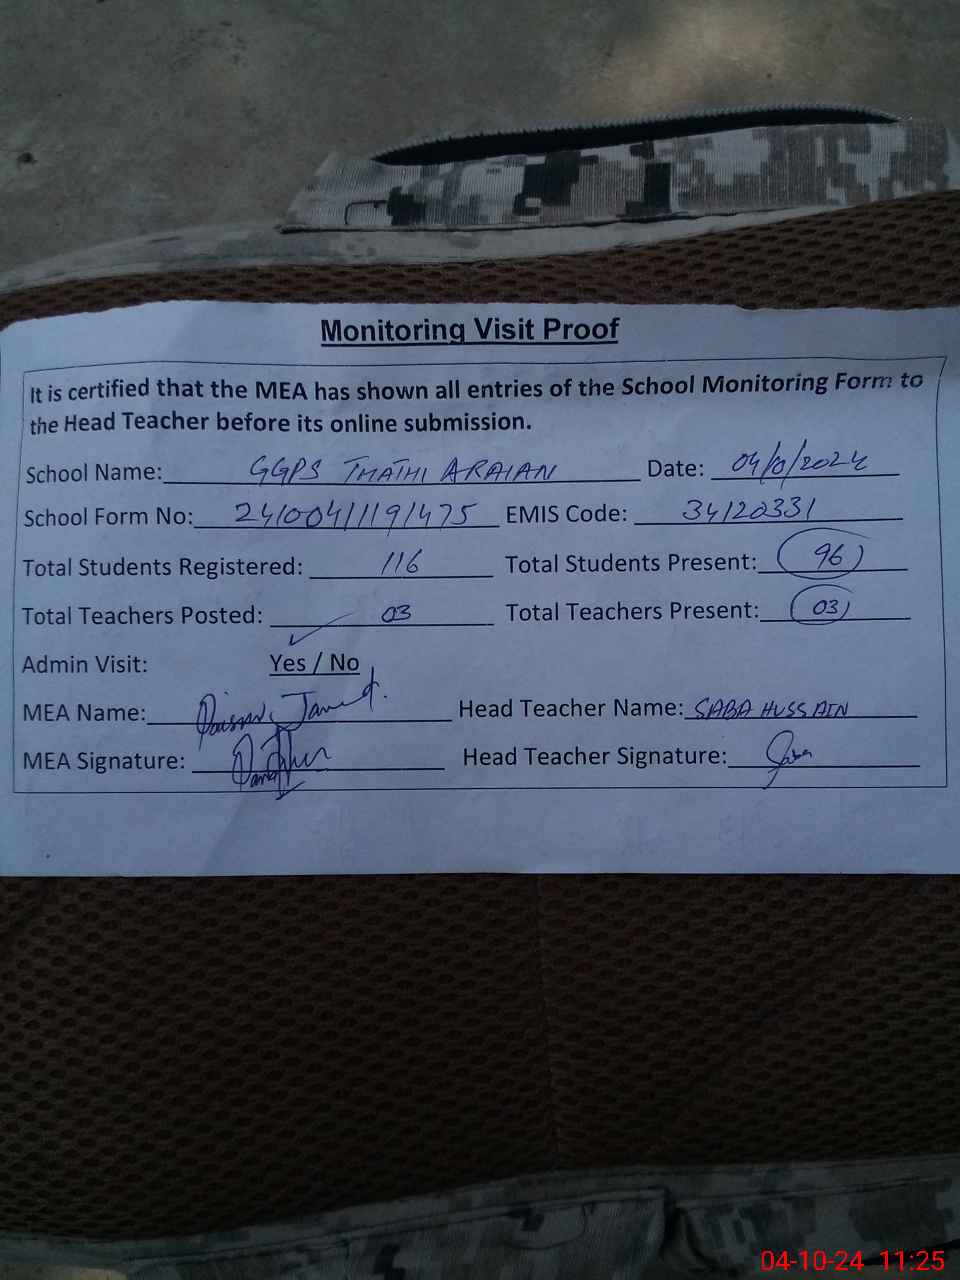 Monitoring Visit Proof
It is certified that the MEA has shown all entries of the School Monitoring Form to
the Head Teacher before its online submission.
School Name: GGPS THATHI ARAIAN Date: 04/10/2024
School Form No: 24100411191475 EMIS Code: 34120331
Total Students Registered: 116 Total Students Present: 96
Total Teachers Posted: 03 Total Teachers Present: 03
Admin Visit: Yes / No
MEA Name: Head Teacher Name: SABA HUSSAIN
MEA Signature: Head Teacher Signature: Saba
04-10-24 11:25